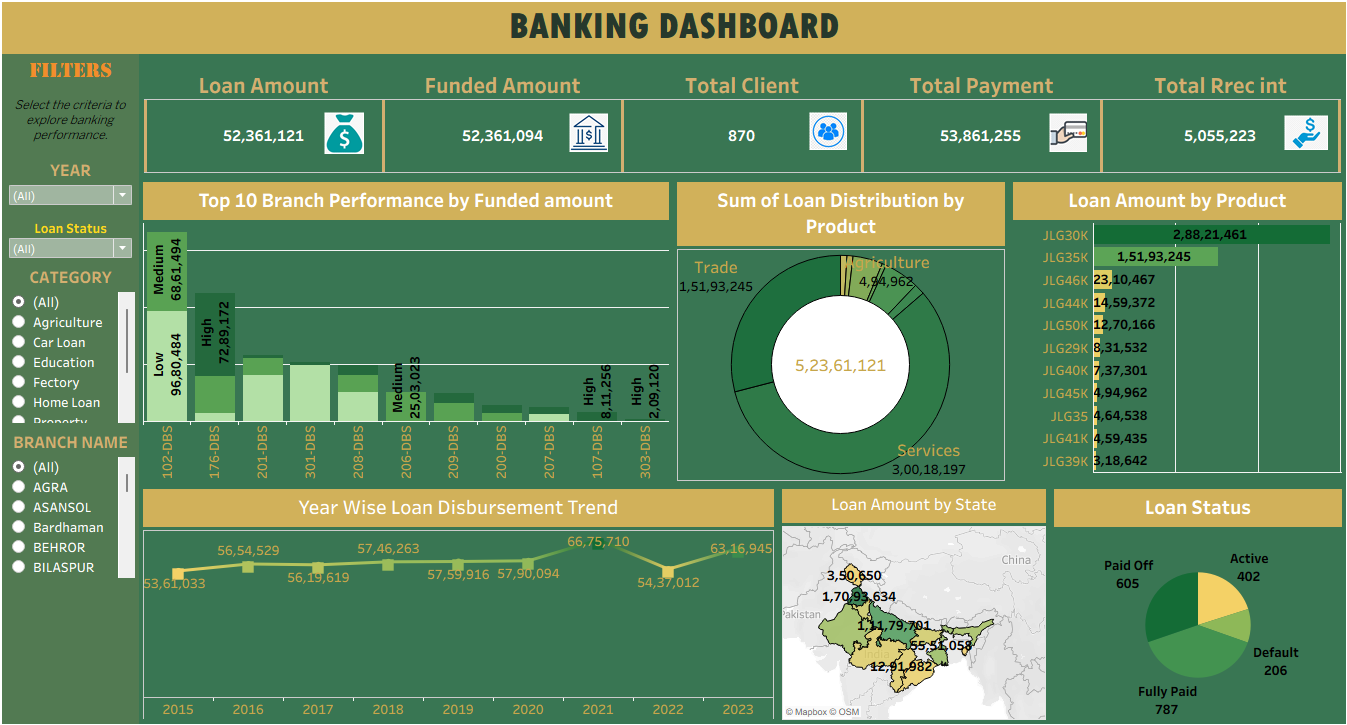 BANKING DASHBOARD
FILTERS
Select the criteria to
explore banking
performance.
YEAR
(All)
Loan Status
(All)
CATEGORY
(All)
Agriculture
Car Loan
Education
Fectory
Home Loan
Property
BRANCH NAME
(All)
AGRA
ASANSOL
Bardhaman
BEHROR
BILASPUR
Loan Amount
52,361,121
Funded Amount
52,361,094
Total Client
870
Total Payment
53,861,255
Total Rrec int
5,055,223
Top 10 Branch Performance by Funded amount
Medium
68,61,494
Low
96,80,484
High
72,89,172
Medium
25,03,023
High
8,11,256
High
2,09,120
102-DBS
176-DBS
201-DBS
301-DBS
208-DBS
206-DBS
209-DBS
200-DBS
207-DBS
107-DBS
303-DBS
Sum of Loan Distribution by
Product
Trade
1,51,93,245
Agriculture
4,94,962
5,23,61,121
Services
3,00,18,197
Loan Amount by Product
JLG30K 2,88,21,461
JLG35K 1,51,93,245
JLG46K 23,10,467
JLG44K 14,59,372
JLG50K 12,70,166
JLG29K 8,31,532
JLG40K 7,37,301
JLG45K 4,94,962
JLG35 4,64,538
JLG41K 4,59,435
JLG39K 3,18,642
Year Wise Loan Disbursement Trend
53,61,033
56,54,529
56,19,619
57,46,263
57,59,916
57,90,094
66,75,710
54,37,012
63,16,945
2015 2016 2017 2018 2019 2020 2021 2022 2023
Loan Amount by State
China
Pakistan
India
3,50,650
1,70,93,634
1,11,79,701
55,51,058
12,91,982
© Mapbox © OSM
Loan Status
Active
402
Paid Off
605
Default
206
Fully Paid
787